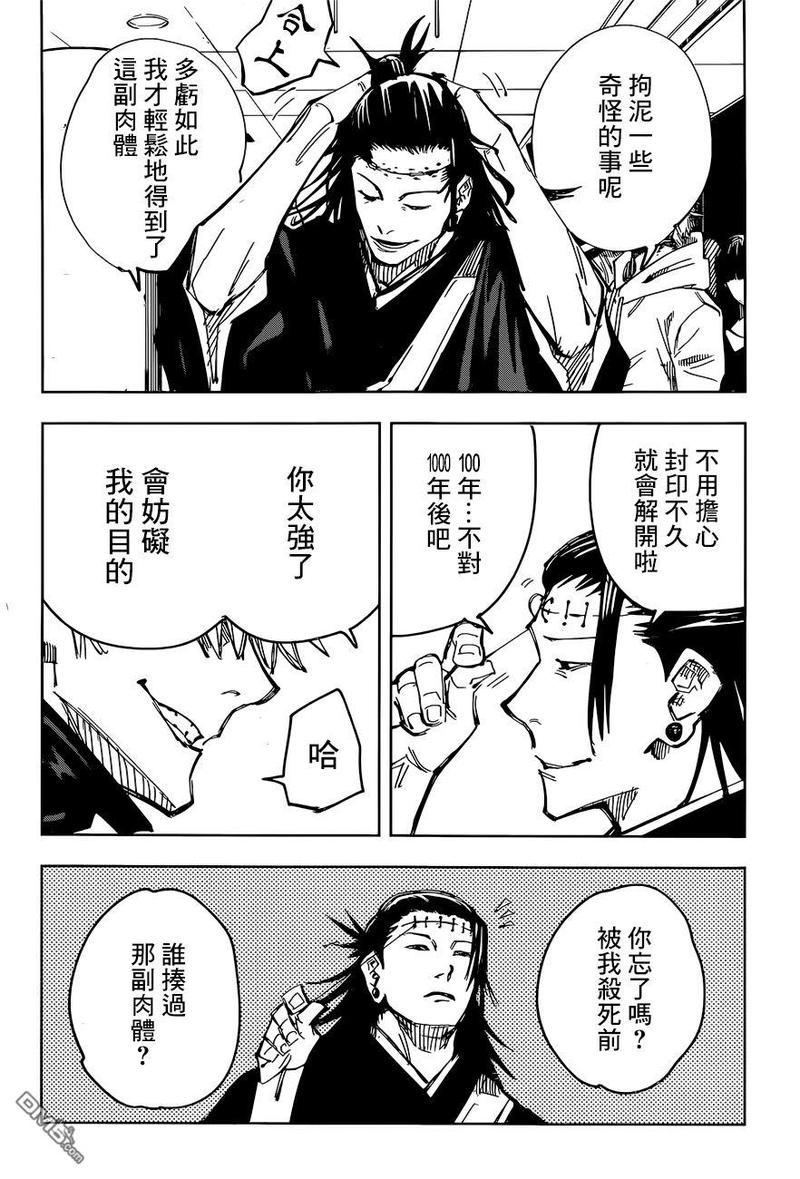 拘泥一些
奇怪的事呢
合上
多虧如此
我才輕鬆地得到了
這副肉體
不用擔心
封印不久
就會解開啦
100年…不對
1000年後吧
你太強了
會妨礙
我的目的
哈
你忘了嗎?
被我殺死前
誰揍過
那副肉體?
DM5.com